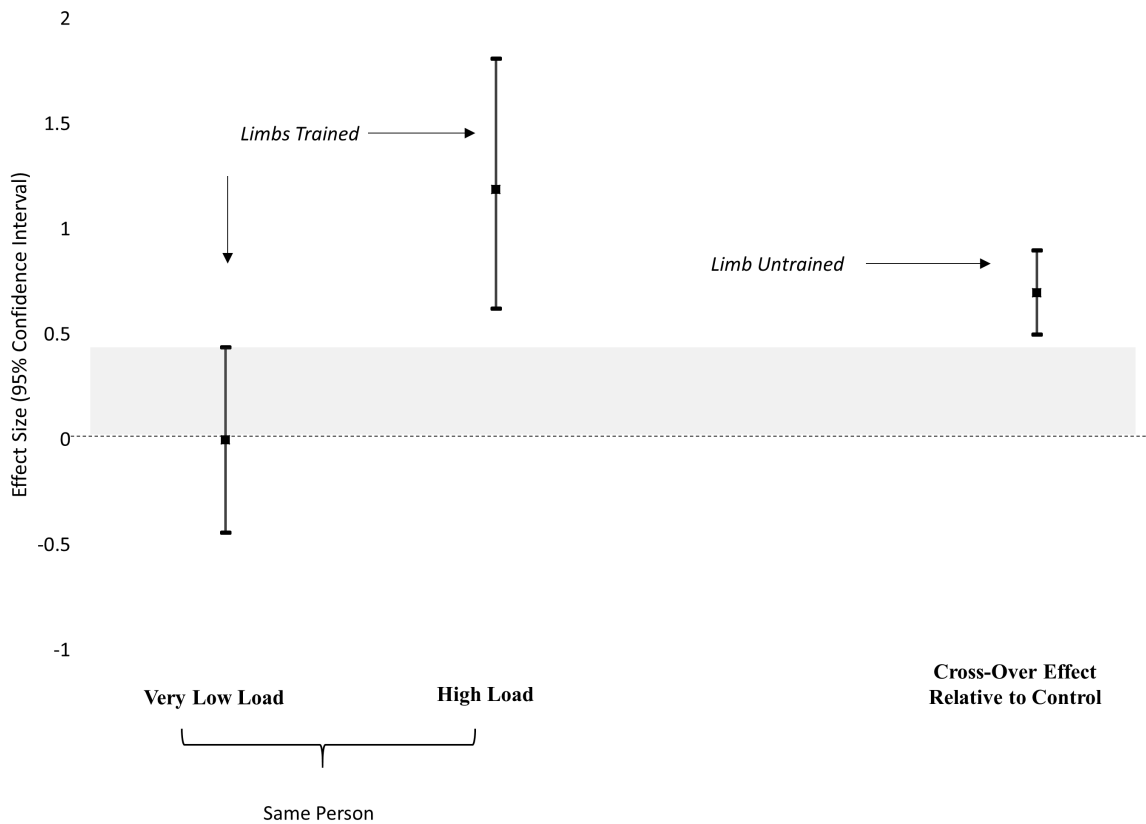 2
1.5
1
0.5
0
-0.5
-1
Effect Size (95% Confidence Interval)
Limbs Trained
Limb Untrained
Very Low Load
High Load
Cross-Over Effect
Relative to Control
Same Person